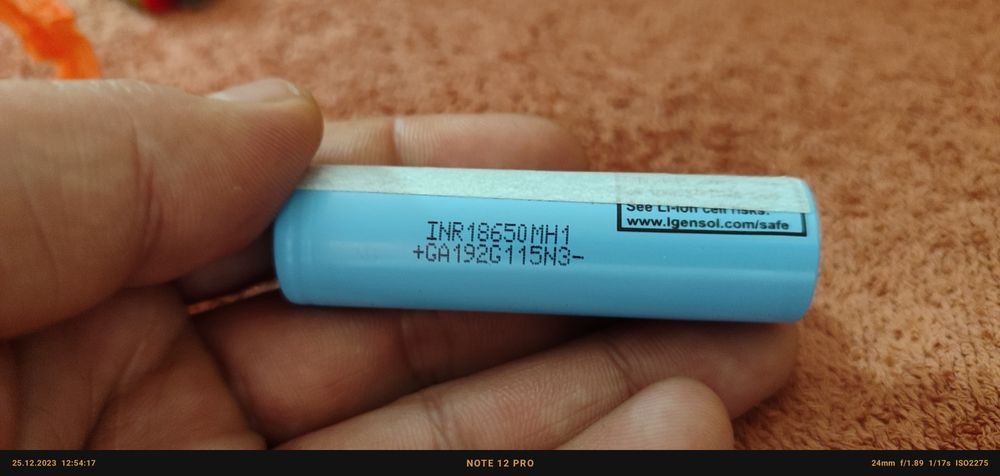 INR18650MH1
+GA192G115N3-
See Li-ion cell risks.
www.lgensol.com/safe
25.12.2023 12:54:17
NOTE 12 PRO
24mm f/1.89 1/17s ISO2275